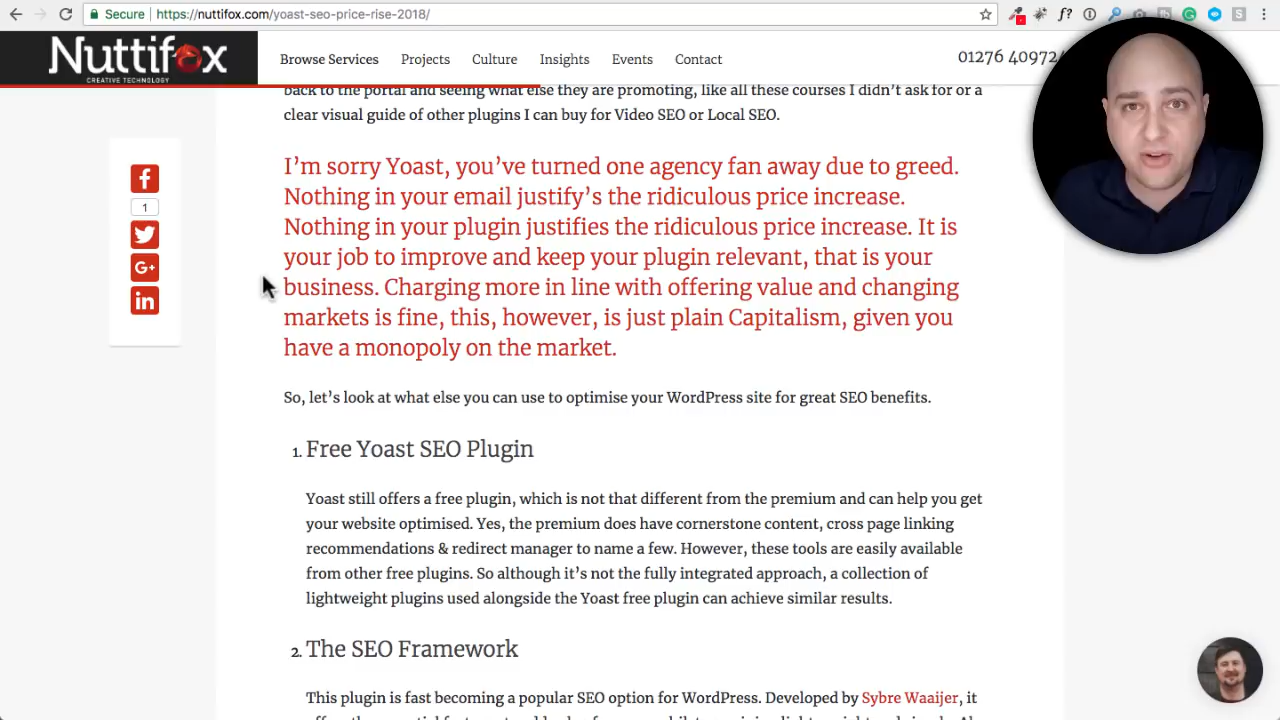 Secure https://nuttifox.com/yoast-seo-price-rise-2018/
f?
S
Nuttifox
CREATIVE TECHNOLOGY
Browse Services Projects Culture Insights Events Contact
01276 40972
back to the portal and seeing what else they are promoting, like all these courses I didn't ask for or a
clear visual guide of other plugins I can buy for Video SEO or Local SEO.
1
G+
in
I'm sorry Yoast, you've turned one agency fan away due to greed.
Nothing in your email justify's the ridiculous price increase.
Nothing in your plugin justifies the ridiculous price increase. It is
your job to improve and keep your plugin relevant, that is your
business. Charging more in line with offering value and changing
markets is fine, this, however, is just plain Capitalism, given you
have a monopoly on the market.
So, let's look at what else you can use to optimise your WordPress site for great SEO benefits.
1. Free Yoast SEO Plugin
Yoast still offers a free plugin, which is not that different from the premium and can help you get
your website optimised. Yes, the premium does have cornerstone content, cross page linking
recommendations & redirect manager to name a few. However, these tools are easily available
from other free plugins. So although it's not the fully integrated approach, a collection of
lightweight plugins used alongside the Yoast free plugin can achieve similar results.
2. The SEO Framework
This plugin is fast becoming a popular SEO option for WordPress. Developed by Sybre Waaijer, it